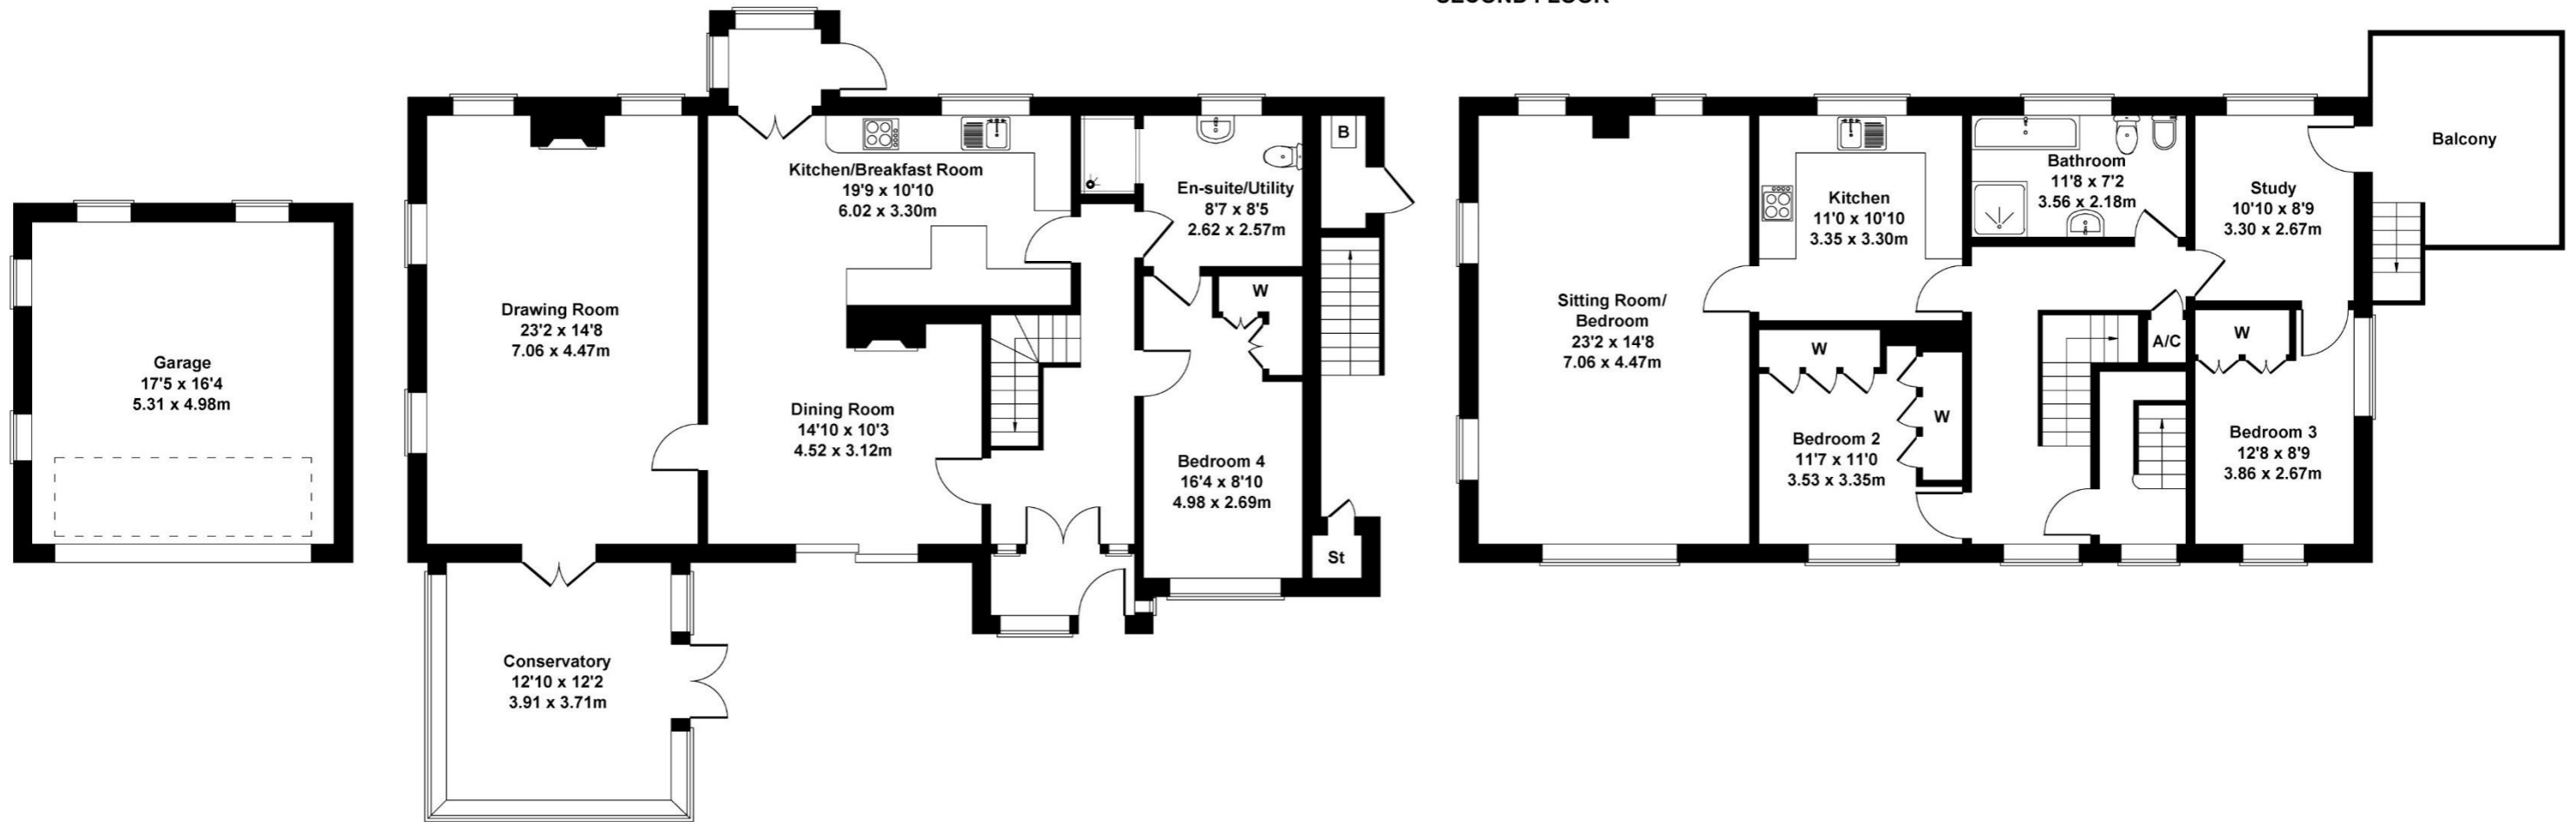 SECOND FLOOR
Garage
17'5 x 16'4
5.31 x 4.98m
Drawing Room
23'2 x 14'8
7.06 x 4.47m
Conservatory
12'10 x 12'2
3.91 x 3.71m
Kitchen/Breakfast Room
19'9 x 10'10
6.02 x 3.30m
Dining Room
14'10 x 10'3
4.52 x 3.12m
En-suite/Utility
8'7 x 8'5
2.62 x 2.57m
W
Bedroom 4
16'4 x 8'10
4.98 x 2.69m
B
St
Sitting Room/
Bedroom
23'2 x 14'8
7.06 x 4.47m
Kitchen
11'0 x 10'10
3.35 x 3.30m
W
W
Bedroom 2
11'7 x 11'0
3.53 x 3.35m
Bathroom
11'8 x 7'2
3.56 x 2.18m
A/C
Study
10'10 x 8'9
3.30 x 2.67m
W
Bedroom 3
12'8 x 8'9
3.86 x 2.67m
Balcony